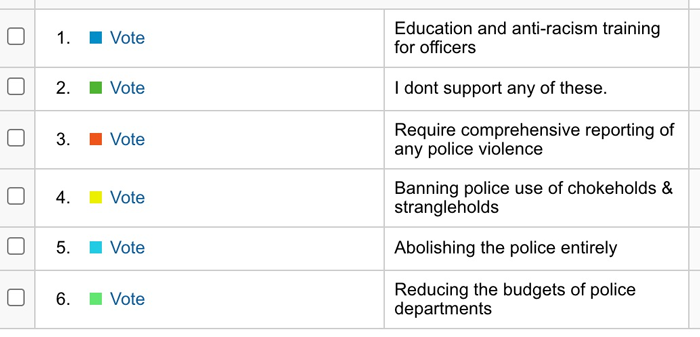 1. Vote Education and anti-racism training
for officers
2. Vote I dont support any of these.
3. Vote Require comprehensive reporting of
any police violence
4. Vote Banning police use of chokeholds &
strangleholds
5. Vote Abolishing the police entirely
6. Vote Reducing the budgets of police
departments